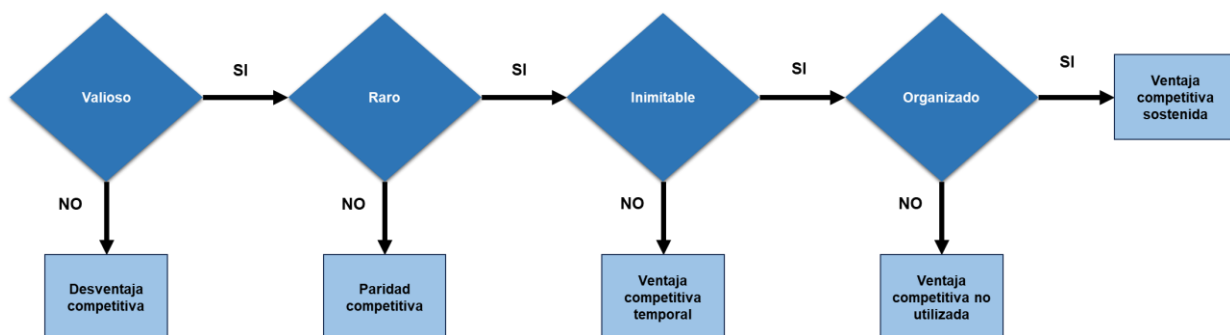 Valioso
SI
Raro
SI
Inimitable
SI
Organizado
SI
Ventaja
competitiva
sostenida
NO
NO
NO
NO
Desventaja
competitiva
Paridad
competitiva
Ventaja
competitiva
temporal
Ventaja
competitiva no
utilizada